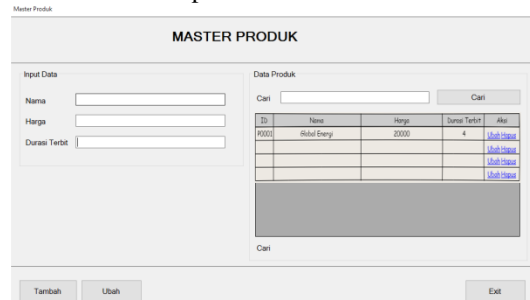 Master Produk
MASTER PRODUK
Input Data
Nama
Harga
Durasi Terbit
Data Produk
Cari Cari
ID Nama Harga Durasi Terbit Aksi
P0001 Global Energi 20000 4 Ubah Hapus
Ubah Hapus
Ubah Hapus
Ubah Hapus
Cari
Tambah Ubah Exit